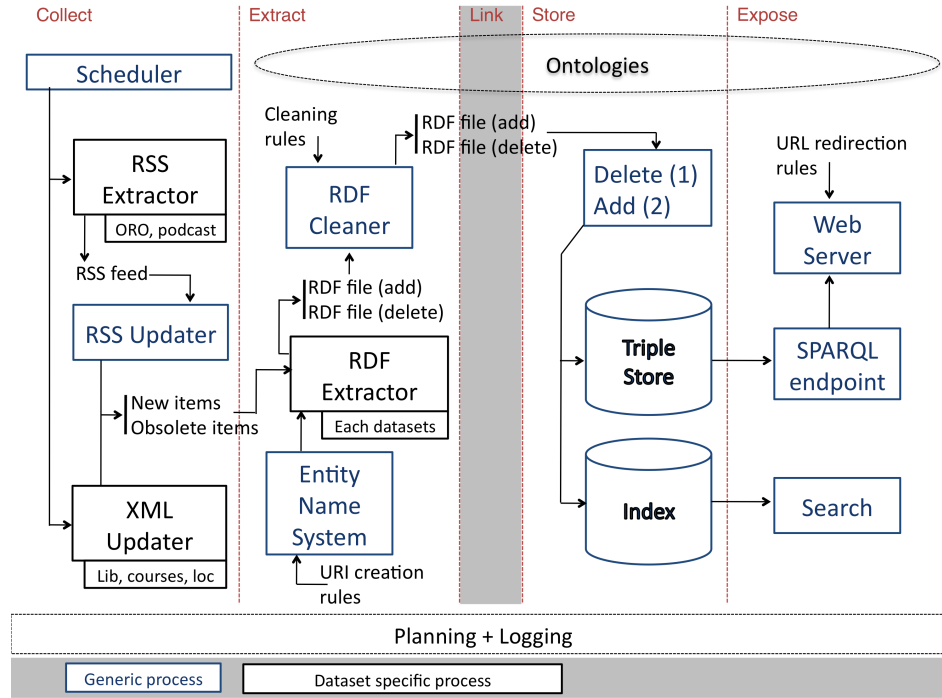 Collect
Extract
Link
Store
Expose
Scheduler
Ontologies
Cleaning
rules
RDF file (add)
RDF file (delete)
URL redirection
rules
RSS
Extractor
ORO, podcast
RDF
Cleaner
Delete (1)
Add (2)
Web
Server
RSS feed
RDF file (add)
RDF file (delete)
RSS Updater
RDF
Extractor
Each datasets
Triple
Store
SPARQL
endpoint
New items
Obsolete items
Entity
Name
System
XML
Updater
Lib, courses, loc
Index
Search
URI creation
rules
Planning + Logging
Generic process
Dataset specific process